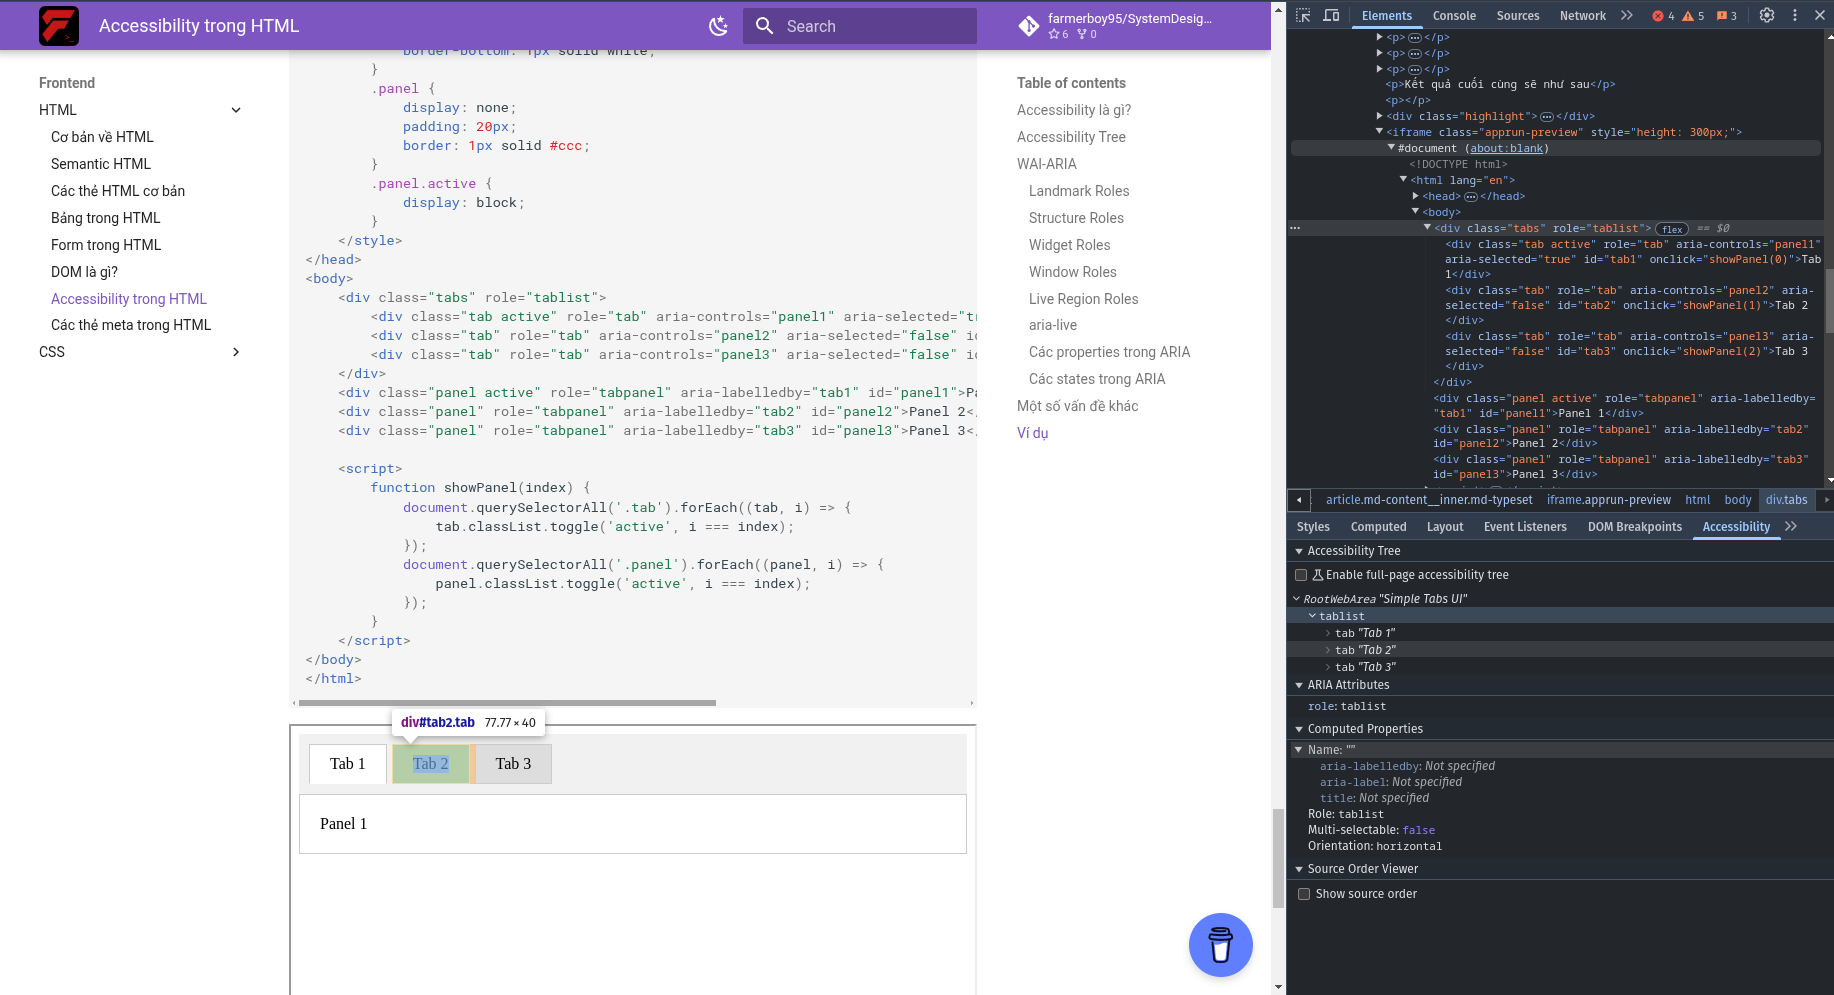 Accessibility trong HTML
Search
farmerboy95/SystemDesig...
6 0
Frontend
HTML
Cơ bản về HTML
Semantic HTML
Các thẻ HTML cơ bản
Bảng trong HTML
Form trong HTML
DOM là gì?
Accessibility trong HTML
Các thẻ meta trong HTML
CSS
border-bottom: 1px solid white;
}
.panel {
display: none;
padding: 20px;
border: 1px solid #ccc;
}
.panel.active {
display: block;
}
</style>
</head>
<body>
<div class="tabs" role="tablist">
<div class="tab active" role="tab" aria-controls="panel1" aria-selected="tr
<div class="tab" role="tab" aria-controls="panel2" aria-selected="false" id
<div class="tab" role="tab" aria-controls="panel3" aria-selected="false" id
</div>
<div class="panel active" role="tabpanel" aria-labelledby="tab1" id="panel1">Pa
<div class="panel" role="tabpanel" aria-labelledby="tab2" id="panel2">Panel 2<
<div class="panel" role="tabpanel" aria-labelledby="tab3" id="panel3">Panel 3<
<script>
function showPanel(index) {
document.querySelectorAll('.tab').forEach((tab, i) => {
tab.classList.toggle('active', i === index);
});
document.querySelectorAll('.panel').forEach((panel, i) => {
panel.classList.toggle('active', i === index);
});
}
</script>
</body>
</html>
div#tab2.tab 77.77 × 40
Tab 1 Tab 2 Tab 3
Panel 1
Table of contents
Accessibility là gì?
Accessibility Tree
WAI-ARIA
Landmark Roles
Structure Roles
Widget Roles
Window Roles
Live Region Roles
aria-live
Các properties trong ARIA
Các states trong ARIA
Một số vấn đề khác
Ví dụ
Elements Console Sources Network 4 5 3
<p> </p>
<p> </p>
<p> </p>
<p>Kết quả cuối cùng sẽ như sau</p>
<p></p>
<div class="highlight"> </div>
<iframe class="apprun-preview" style="height: 300px;">
#document (about:blank)
<!DOCTYPE html>
<html lang="en">
<head> </head>
<body>
<div class="tabs" role="tablist"> flex == $0
<div class="tab active" role="tab" aria-controls="panel1"
aria-selected="true" id="tab1" onclick="showPanel(0)">Tab
1</div>
<div class="tab" role="tab" aria-controls="panel2" aria-
selected="false" id="tab2" onclick="showPanel(1)">Tab 2
</div>
<div class="tab" role="tab" aria-controls="panel3" aria-
selected="false" id="tab3" onclick="showPanel(2)">Tab 3
</div>
</div>
<div class="panel active" role="tabpanel" aria-labelledby=
"tab1" id="panel1">Panel 1</div>
<div class="panel" role="tabpanel" aria-labelledby="tab2"
id="panel2">Panel 2</div>
<div class="panel" role="tabpanel" aria-labelledby="tab3"
id="panel3">Panel 3</div>
article.md-content__inner.md-typeset iframe.apprun-preview html body div.tabs
Styles Computed Layout Event Listeners DOM Breakpoints Accessibility
Accessibility Tree
Enable full-page accessibility tree
RootWebArea "Simple Tabs UI"
tablist
tab "Tab 1"
tab "Tab 2"
tab "Tab 3"
ARIA Attributes
role: tablist
Computed Properties
Name: ""
aria-labelledby: Not specified
aria-label: Not specified
title: Not specified
Role: tablist
Multi-selectable: false
Orientation: horizontal
Source Order Viewer
Show source order